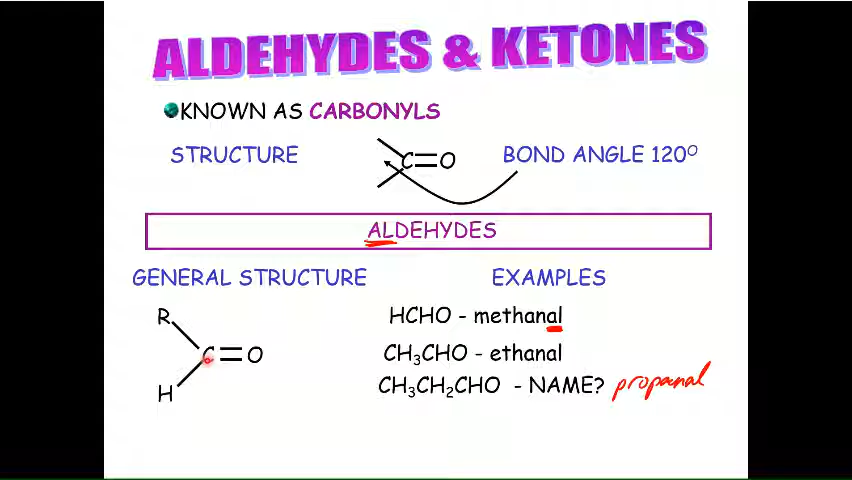 ALDEHYDES & KETONES
KNOWN AS CARBONYLS
STRUCTURE
C=O
BOND ANGLE 120°
ALDEHYDES
GENERAL STRUCTURE
EXAMPLES
R
C=O
H
HCHO - methanal
CH₃CHO - ethanal
CH₃CH₂CHO - NAME? propanal